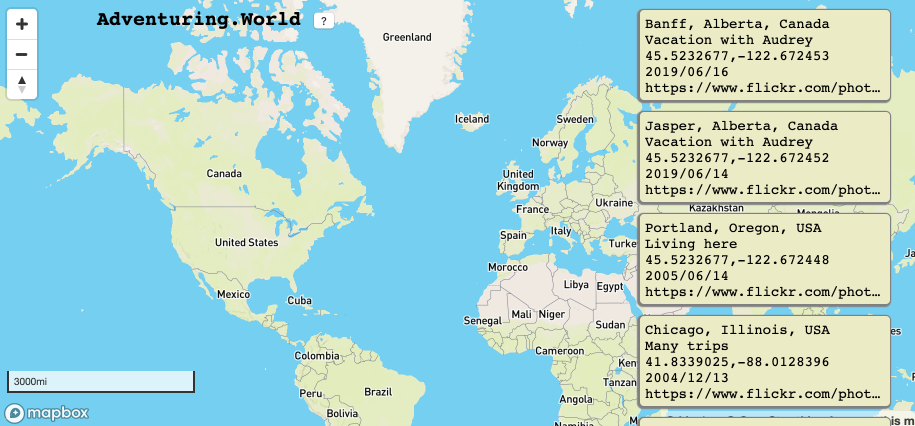 Adventuring.World
?
Greenland
Iceland
Sweden
Norway
United
Kingdom
France
Ukraine
Spain
Italy
Turke
Kazakhstan
Morocco
Libya
Egypt
Senegal
Mali
Niger
Sudan
Cameroon
Angola
Canada
United States
Mexico
Cuba
Colombia
Peru
Brazil
Bolivia
3000mi
mapbox
Banff, Alberta, Canada
Vacation with Audrey
45.5232677,-122.672453
2019/06/16
https://www.flickr.com/phot…
Jasper, Alberta, Canada
Vacation with Audrey
45.5232677,-122.672452
2019/06/14
https://www.flickr.com/phot…
Portland, Oregon, USA
Living here
45.5232677,-122.672448
2005/06/14
https://www.flickr.com/phot…
Chicago, Illinois, USA
Many trips
41.8339025,-88.0128396
2004/12/13
https://www.flickr.com/phot…